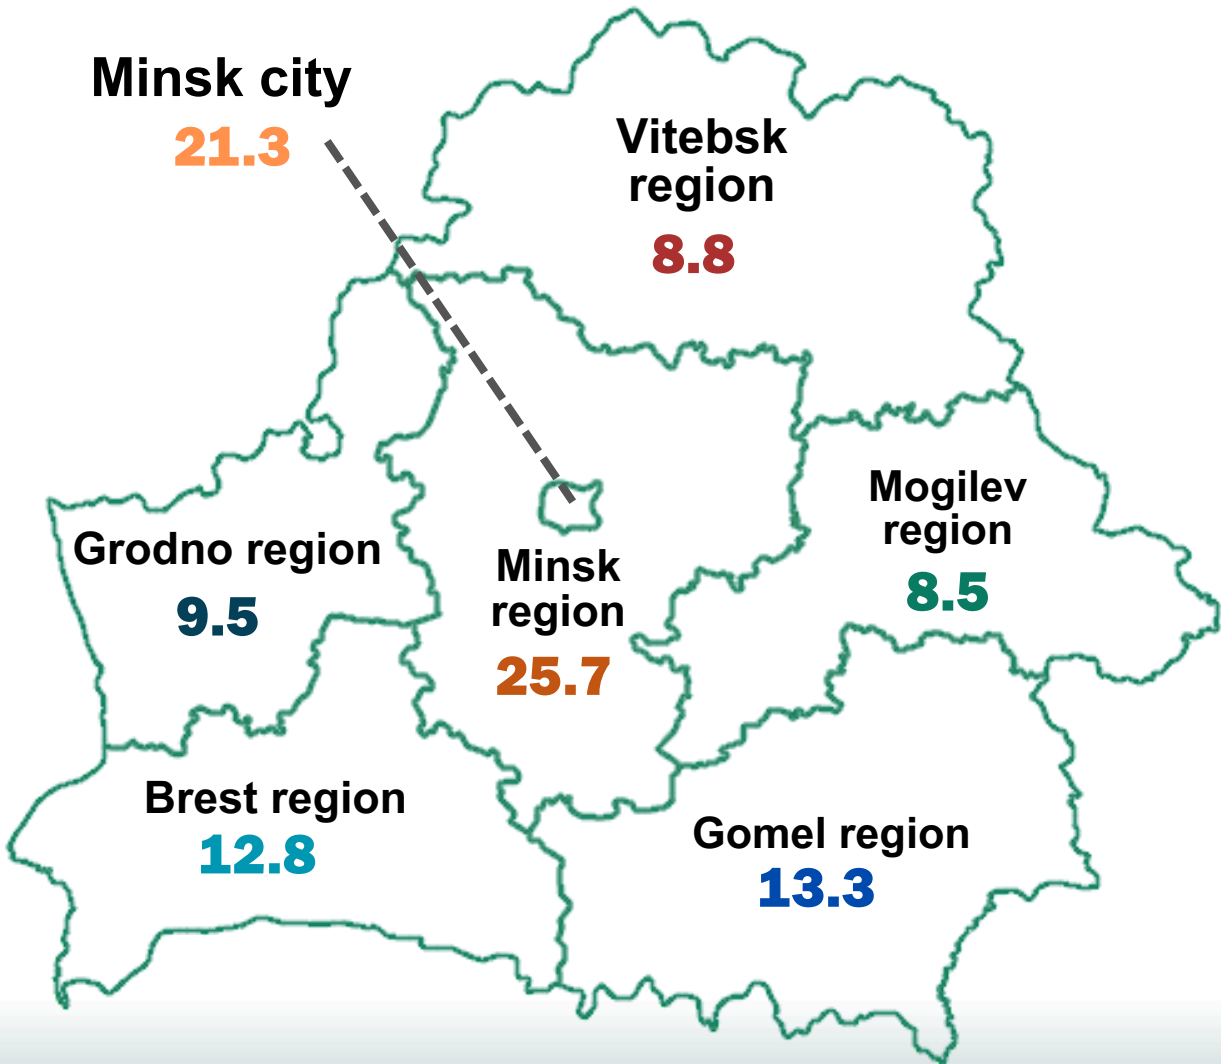 Minsk city
21.3
Vitebsk
region
8.8
Mogilev
region
8.5
Grodno region
9.5
Minsk
region
25.7
Brest region
12.8
Gomel region
13.3